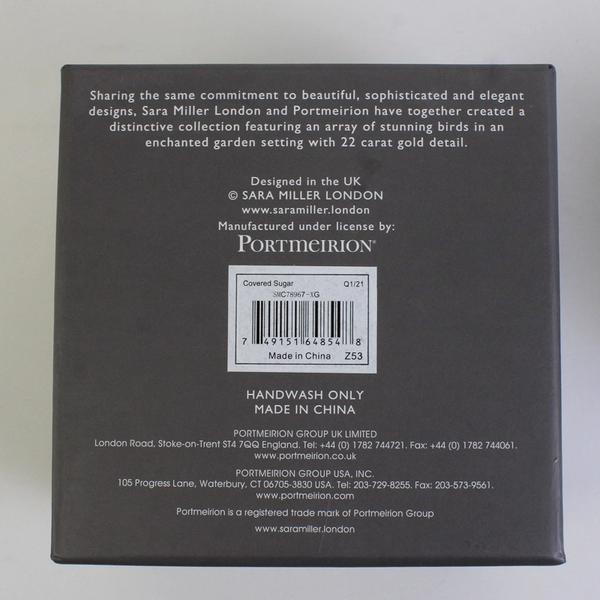 Sharing the same commitment to beautiful, sophisticated and elegant
designs, Sara Miller London and Portmeirion have together created a
distinctive collection featuring an array of stunning birds in an
enchanted garden setting with 22 carat gold detail.
Designed in the UK
© SARA MILLER LONDON
www.saramiller.london
Manufactured under license by:
PORTMEIRION®
Covered Sugar Q1/21
SMC78967-XG
7 49151 64854 8
Made in China Z53
HANDWASH ONLY
MADE IN CHINA
PORTMEIRION GROUP UK LIMITED
London Road, Stoke-on-Trent ST4 7QQ England. Tel: +44 (0) 1782 744721. Fax: +44 (0) 1782 744061.
www.portmeirion.co.uk
PORTMEIRION GROUP USA, INC.
105 Progress Lane, Waterbury, CT 06705-3830 USA. Tel: 203-729-8255. Fax: 203-573-9561.
www.portmeirion.com
Portmeirion is a registered trade mark of Portmeirion Group
www.saramiller.london